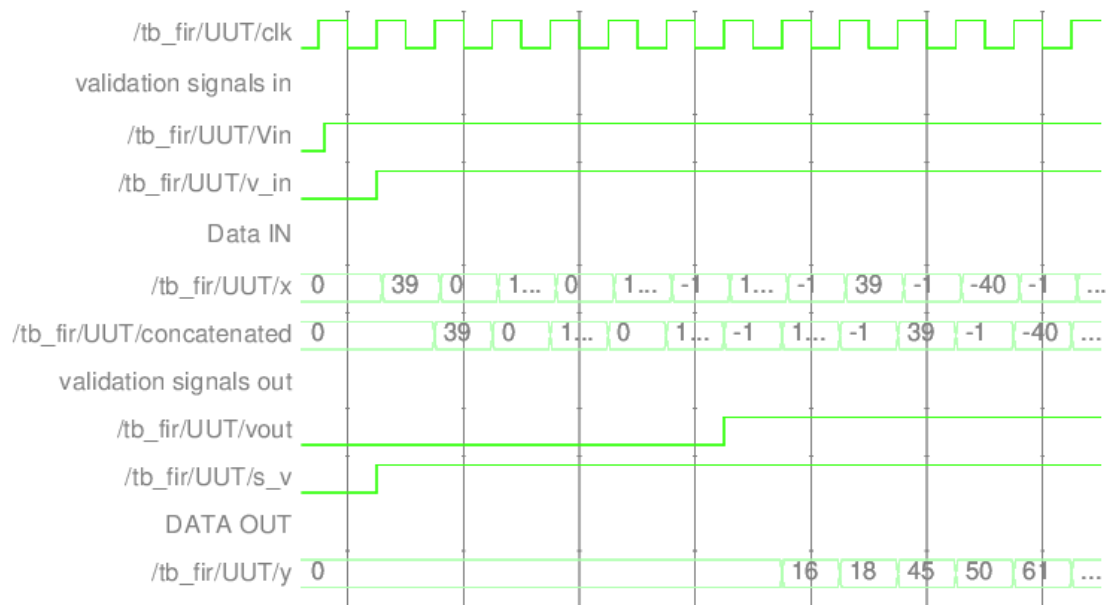 /tb_fir/UUT/clk
validation signals in
/tb_fir/UUT/Vin
/tb_fir/UUT/v_in
Data IN
/tb_fir/UUT/x 0 39 0 1... 0 1... -1 1... -1 39 -1 -40 -1 ...
/tb_fir/UUT/concatenated 0 39 0 1... 0 1... -1 1... -1 39 -1 -40 ...
validation signals out
/tb_fir/UUT/vout
/tb_fir/UUT/s_v
DATA OUT
/tb_fir/UUT/y 0 16 18 45 50 61 ...